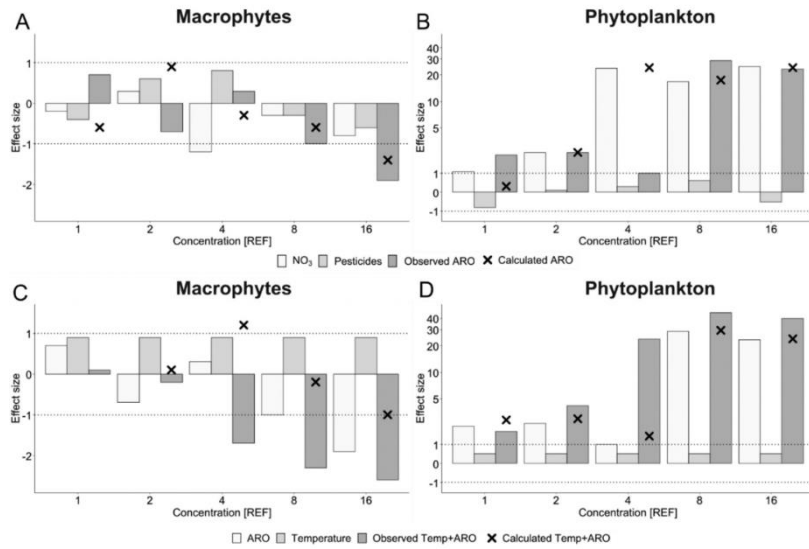 A Macrophytes
Effect size
1
0
-1
-2
1 2 4 8 16
Concentration [REF]
B Phytoplankton
Effect size
40
30
20
10
5
1
0
-1
1 2 4 8 16
Concentration [REF]
NO3 Pesticides Observed ARO Calculated ARO
C Macrophytes
Effect size
1
0
-1
-2
1 2 4 8 16
Concentration [REF]
D Phytoplankton
Effect size
40
30
20
10
5
1
0
-1
1 2 4 8 16
Concentration [REF]
ARO Temperature Observed Temp+ARO Calculated Temp+ARO